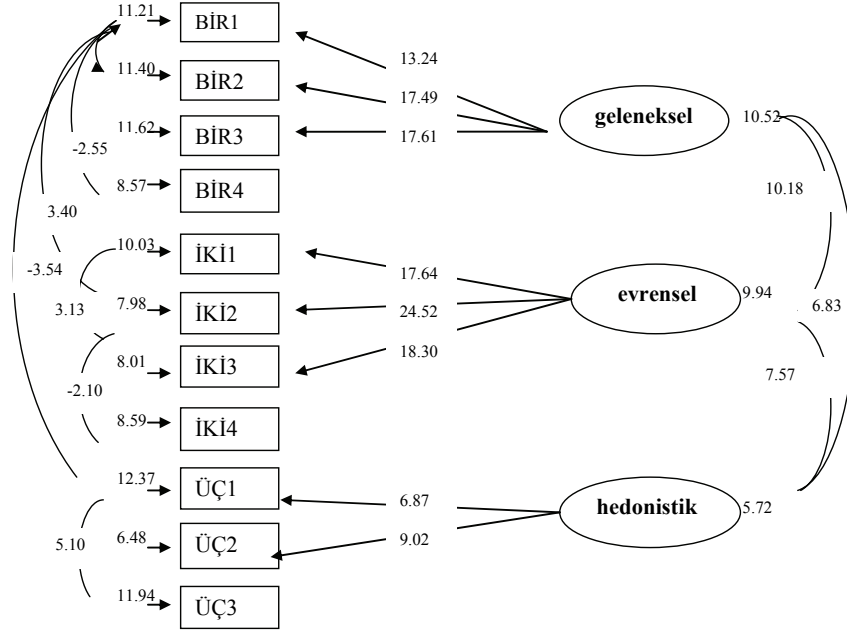 11.21
BİR1
13.24
11.40
BİR2
17.49
geleneksel
10.52
11.62
BİR3
17.61
-2.55
10.18
8.57
BİR4
3.40
10.03
İKİ1
17.64
-3.54
evrensel
9.94
3.13
7.98
İKİ2
24.52
6.83
8.01
İKİ3
18.30
7.57
-2.10
8.59
İKİ4
12.37
ÜÇ1
6.87
hedonistik
5.72
5.10
6.48
ÜÇ2
9.02
11.94
ÜÇ3